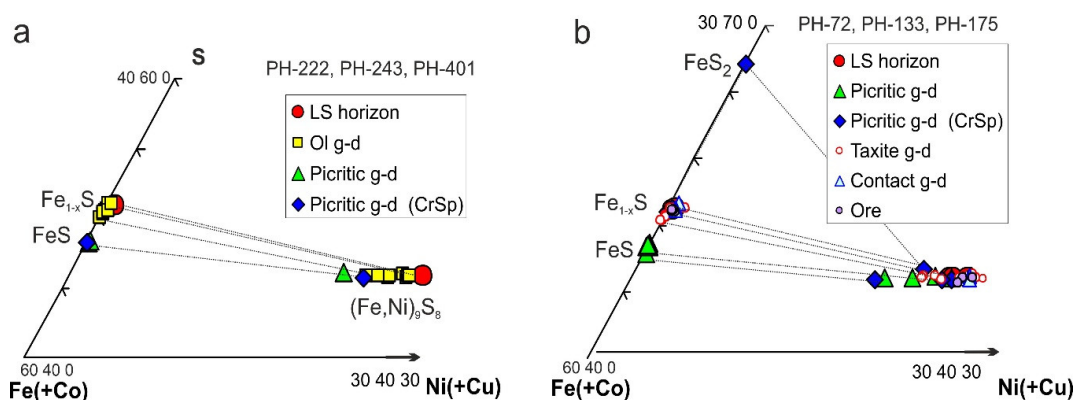 a
S
40 60 0
PH-222, PH-243, PH-401
LS horizon
Ol g-d
Picritic g-d
Picritic g-d (CrSp)
Fe1-xS
FeS
(Fe,Ni)9S8
60 40 0
Fe(+Co)
30 40 30
Ni(+Cu)
b
30 70 0
PH-72, PH-133, PH-175
FeS2
LS horizon
Picritic g-d
Picritic g-d (CrSp)
Taxite g-d
Contact g-d
Ore
Fe1-xS
FeS
60 40 0
Fe(+Co)
30 40 30
Ni(+Cu)